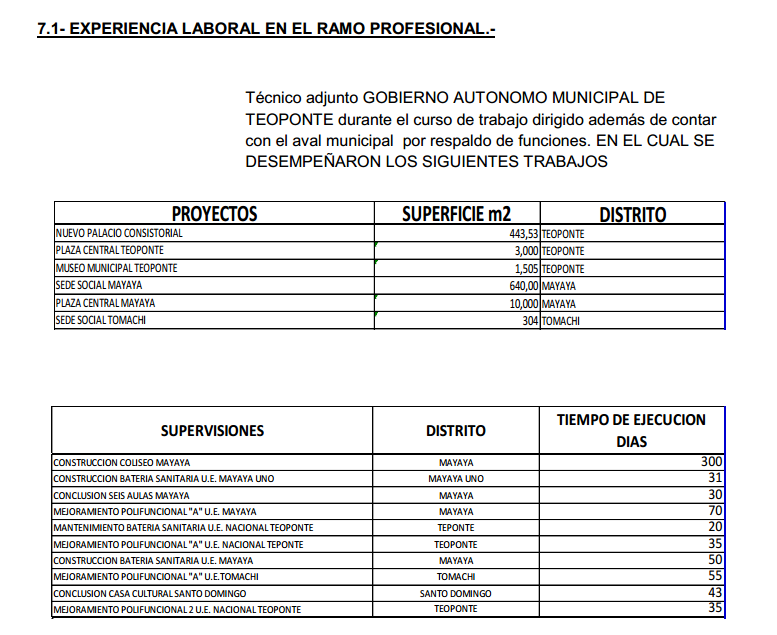 7.1- EXPERIENCIA LABORAL EN EL RAMO PROFESIONAL.-
Técnico adjunto GOBIERNO AUTONOMO MUNICIPAL DE
TEOPONTE durante el curso de trabajo dirigido además de contar
con el aval municipal por respaldo de funciones. EN EL CUAL SE
DESEMPEÑARON LOS SIGUIENTES TRABAJOS
PROYECTOS SUPERFICIE m2 DISTRITO
NUEVO PALACIO CONSISTORIAL 443,53 TEOPONTE
PLAZA CENTRAL TEOPONTE 3,000 TEOPONTE
MUSEO MUNICIPAL TEOPONTE 1,505 TEOPONTE
SEDE SOCIAL MAYAYA 640,00 MAYAYA
PLAZA CENTRAL MAYAYA 10,000 MAYAYA
SEDE SOCIAL TOMACHI 304 TOMACHI
SUPERVISIONES DISTRITO TIEMPO DE EJECUCION
DIAS
CONSTRUCCION COLISEO MAYAYA MAYAYA 300
CONSTRUCCION BATERIA SANITARIA U.E. MAYAYA UNO MAYAYA UNO 31
CONCLUSION SEIS AULAS MAYAYA MAYAYA 30
MEJORAMIENTO POLIFUNCIONAL "A" U.E. MAYAYA MAYAYA 70
MANTENIMIENTO BATERIA SANITARIA U.E. NACIONAL TEOPONTE TEPONTE 20
MEJORAMIENTO POLIFUNCIONAL "A" U.E. NACIONAL TEPONTE TEOPONTE 35
CONSTRUCCION BATERIA SANITARIA U.E. MAYAYA MAYAYA 50
MEJORAMIENTO POLIFUNCIONAL "A" U.E.TOMACHI TOMACHI 55
CONCLUSION CASA CULTURAL SANTO DOMINGO SANTO DOMINGO 43
MEJORAMIENTO POLIFUNCIONAL 2 U.E. NACIONAL TEOPONTE TEOPONTE 35